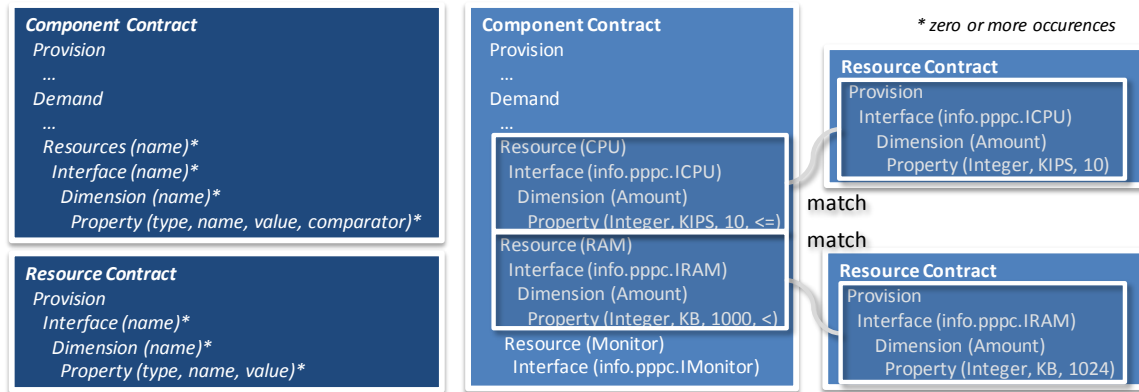 Component Contract
Provision
...
Demand
...
Resources (name)*
Interface (name)*
Dimension (name)*
Property (type, name, value, comparator)*
Resource Contract
Provision
Interface (name)*
Dimension (name)*
Property (type, name, value)*
Component Contract
Provision
...
Demand
...
Resource (CPU)
Interface (info.pppc.ICPU)
Dimension (Amount)
Property (Integer, KIPS, 10, <=)
Resource (RAM)
Interface (info.pppc.IRAM)
Dimension (Amount)
Property (Integer, KB, 1000, <)
Resource (Monitor)
Interface (info.pppc.IMonitor)
* zero or more occurences
Resource Contract
Provision
Interface (info.pppc.ICPU)
Dimension (Amount)
Property (Integer, KIPS, 10)
match
match
Resource Contract
Provision
Interface (info.pppc.IRAM)
Dimension (Amount)
Property (Integer, KB, 1024)